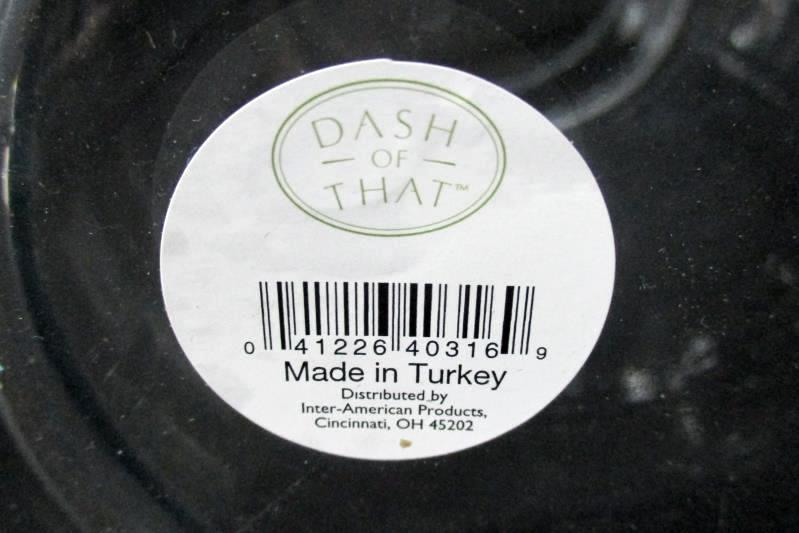 DASH
— OF —
THAT™
0 41226 40316 9
Made in Turkey
Distributed by
Inter-American Products,
Cincinnati, OH 45202